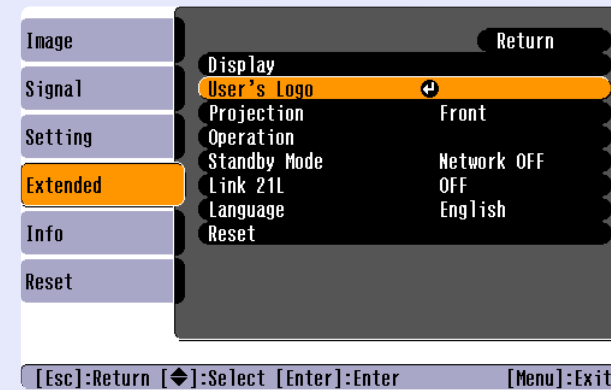 Image
Signal
Setting
Extended
Info
Reset
Return
Display
User's Logo
Projection Front
Operation
Standby Mode Network OFF
Link 21L OFF
Language English
Reset
[Esc]:Return [◆]:Select [Enter]:Enter [Menu]:Exit